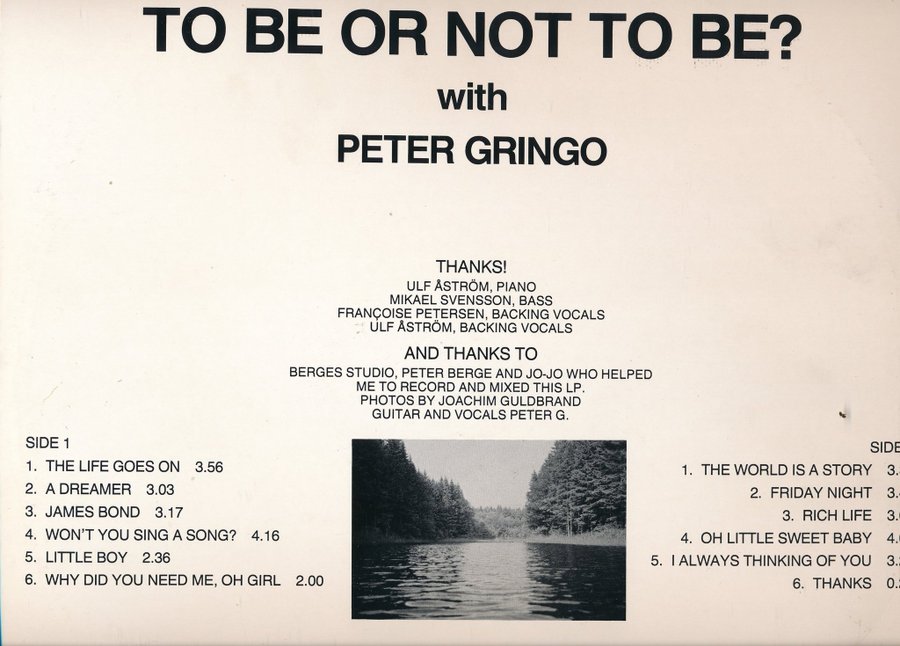 TO BE OR NOT TO BE?
with
PETER GRINGO
THANKS!
ULF ÅSTRÖM, PIANO
MIKAEL SVENSSON, BASS
FRANÇOISE PETERSEN, BACKING VOCALS
ULF ÅSTRÖM, BACKING VOCALS
AND THANKS TO
BERGES STUDIO, PETER BERGE AND JO-JO WHO HELPED
ME TO RECORD AND MIXED THIS LP.
PHOTOS BY JOACHIM GULDBRAND
GUITAR AND VOCALS PETER G.
SIDE 1
1. THE LIFE GOES ON 3.56
2. A DREAMER 3.03
3. JAMES BOND 3.17
4. WON'T YOU SING A SONG? 4.16
5. LITTLE BOY 2.36
6. WHY DID YOU NEED ME, OH GIRL 2.00
SIDE
1. THE WORLD IS A STORY
2. FRIDAY NIGHT
3. RICH LIFE
4. OH LITTLE SWEET BABY
5. I ALWAYS THINKING OF YOU
6. THANKS